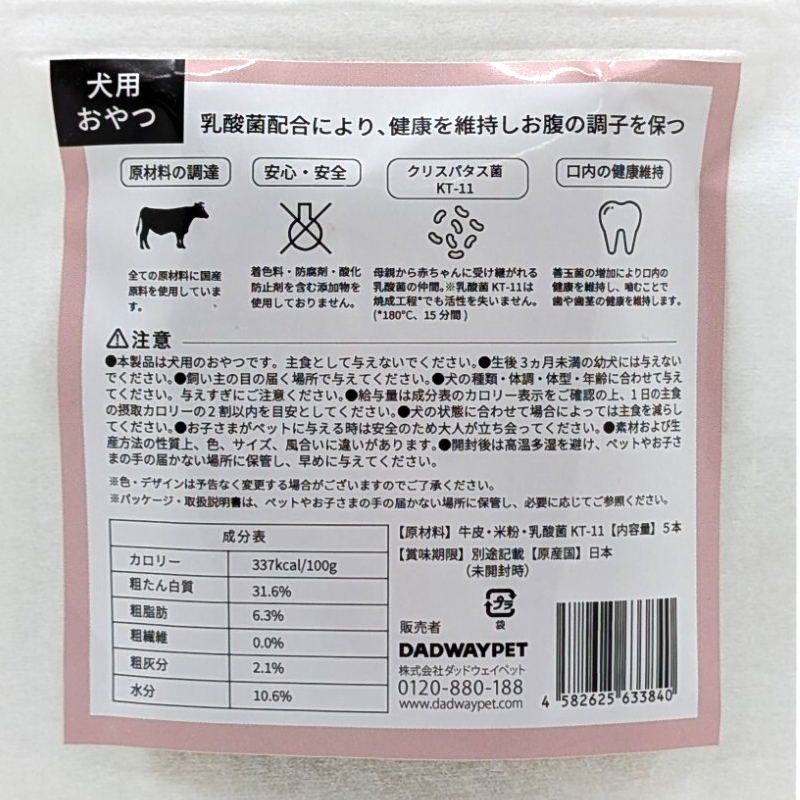 犬用
おやつ
乳酸菌配合により、健康を維持しお腹の調子を保つ
原材料の調達
安心・安全
クリスパタス菌
KT-11
口内の健康維持
全ての原材料に国産
原料を使用していま
す。
着色料・防腐剤・酸化
防止剤を含む添加物を
使用しておりません。
母親から赤ちゃんに受け継がれる
乳酸菌の仲間。※乳酸菌 KT-11は
焼成工程*でも活性を失いません。
(*180℃、15分間)
善玉菌の増加により口内の
健康を維持し、噛むことで
歯や歯茎の健康を維持します。
注意
●本製品は犬用のおやつです。主食として与えないでください。●生後3ヵ月未満の幼犬には与えない
でください。●飼い主の目の届く場所で与えてください。●犬の種類・体調・体型・年齢に合わせて与え
てください。与えすぎにご注意ください。●給与量は成分表のカロリー表示をご確認の上、1日の主食
の摂取カロリーの2割以内を目安としてください。●犬の状態に合わせて場合によっては主食を減らし
てください。●お子さまがペットに与える時は安全のため大人が立ち会ってください。●素材および生
産方法の性質上、色、サイズ、風合いに違いがあります。●開封後は高温多湿を避け、ペットやお子さ
まの手の届かない場所に保管し、早めに与えてください。
※色・デザインは予告なく変更する場合がございますのでご了承ください。
※パッケージ・取扱説明書は、ペットやお子さまの手の届かない場所に保管し、必要に応じてご参照ください。
成分表
カロリー 337kcal/100g
粗たん白質 31.6%
粗脂肪 6.3%
粗繊維 0.0%
粗灰分 2.1%
水分 10.6%
【原材料】牛皮・米粉・乳酸菌 KT-11【内容量】5本
【賞味期限】別途記載【原産国】日本
(未開封時)
プラ
袋
販売者
DADWAYPET
株式会社ダッドウェイペット
0120-880-188
www.dadwaypet.com
4 582625 633840